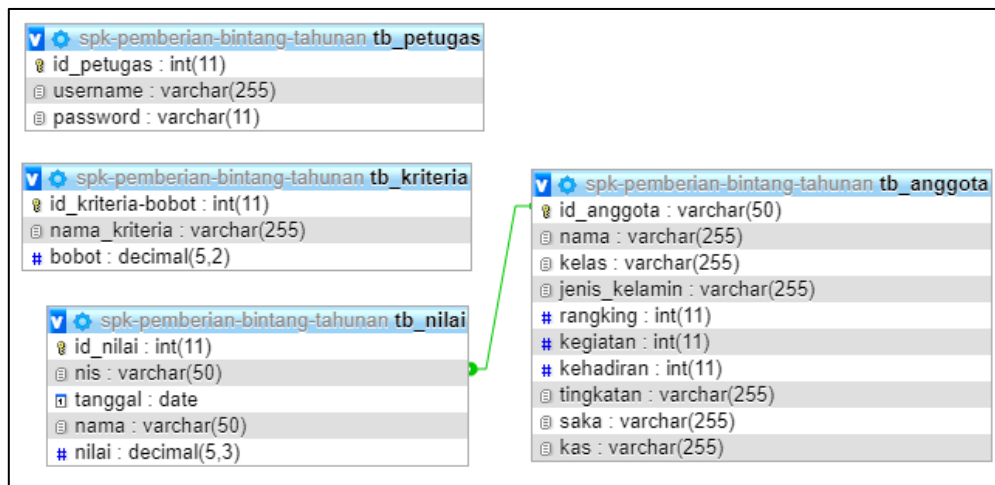 spk-pemberian-bintang-tahunan tb_petugas
id_petugas : int(11)
username : varchar(255)
password : varchar(11)
spk-pemberian-bintang-tahunan tb_kriteria
id_kriteria-bobot : int(11)
nama_kriteria : varchar(255)
# bobot : decimal(5,2)
spk-pemberian-bintang-tahunan tb_nilai
id_nilai : int(11)
nis : varchar(50)
tanggal : date
nama : varchar(50)
# nilai : decimal(5,3)
spk-pemberian-bintang-tahunan tb_anggota
id_anggota : varchar(50)
nama : varchar(255)
kelas : varchar(255)
jenis_kelamin : varchar(255)
# rangking : int(11)
# kegiatan : int(11)
# kehadiran : int(11)
tingkatan : varchar(255)
saka : varchar(255)
kas : varchar(255)